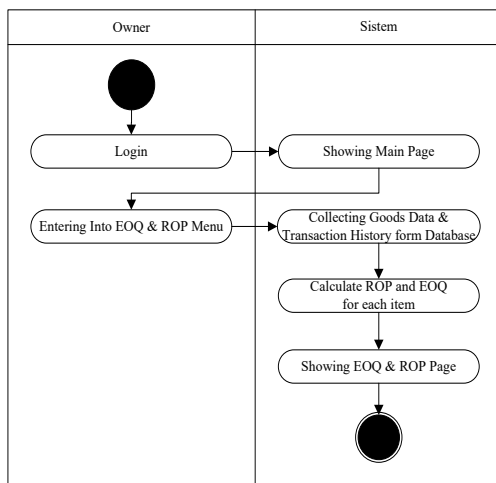 Owner
Sistem
Login
Showing Main Page
Entering Into EOQ & ROP Menu
Collecting Goods Data &
Transaction History form Database
Calculate ROP and EOQ
for each item
Showing EOQ & ROP Page